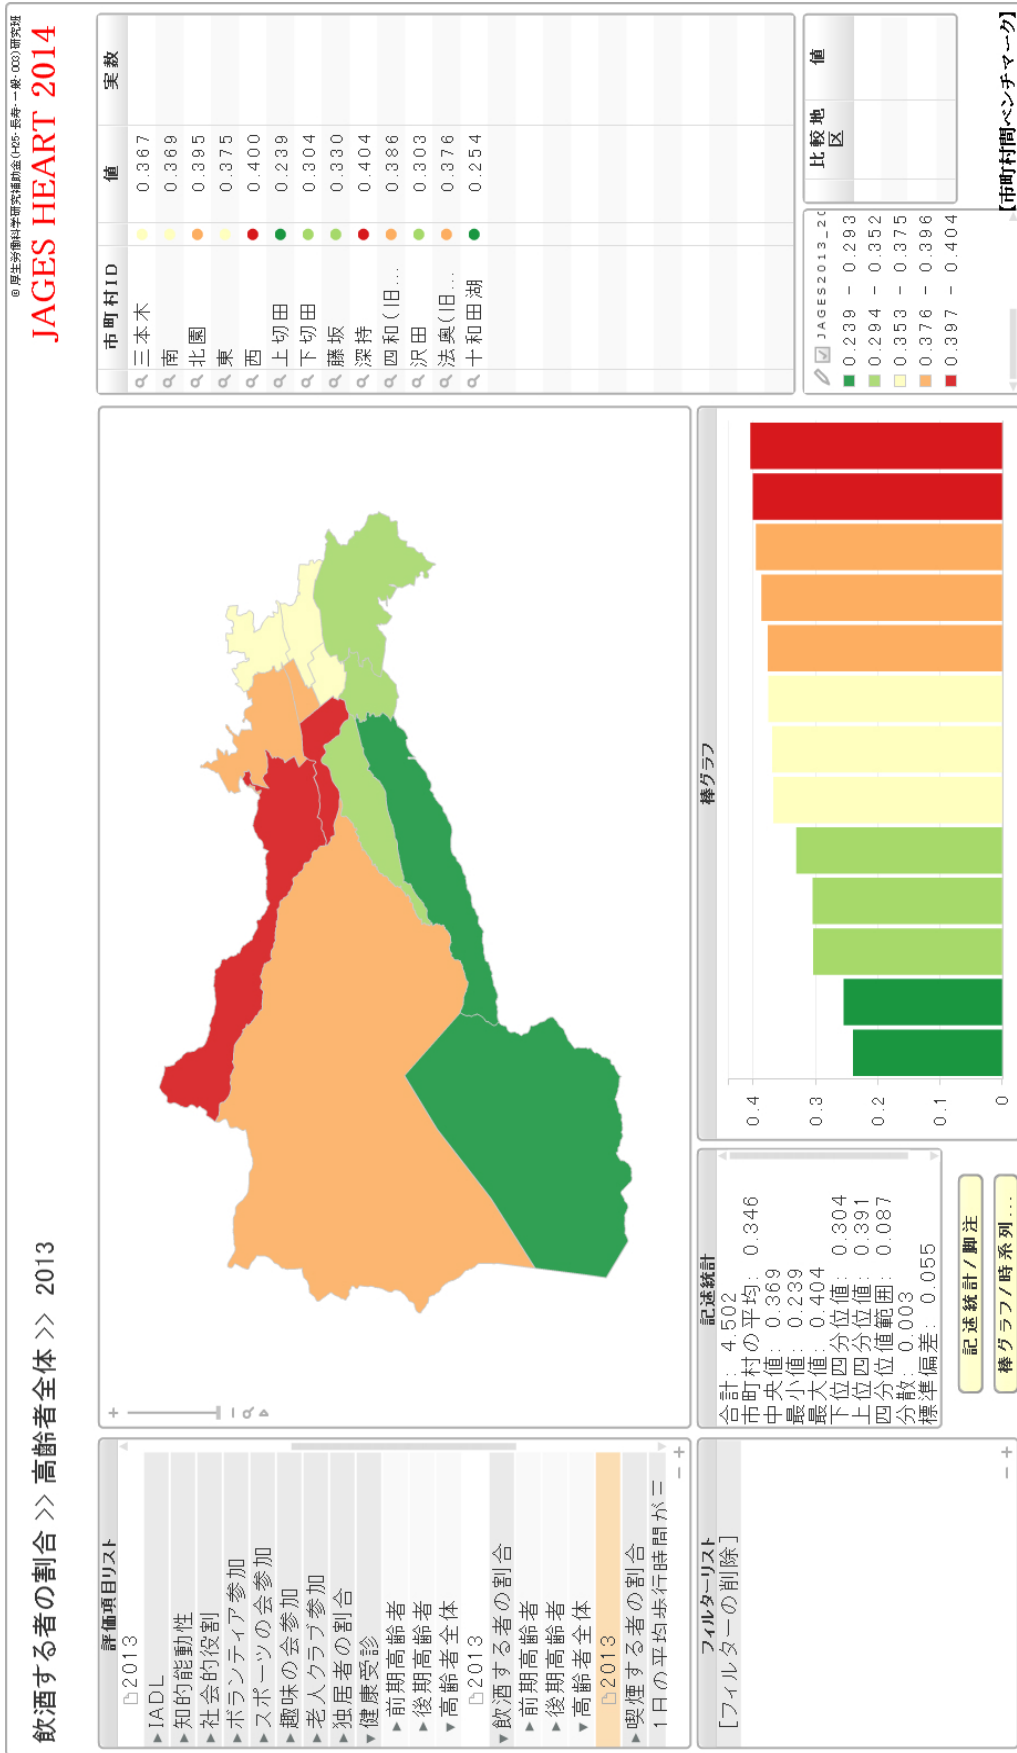 飲酒する者の割合 >> 高齢者全体 >> 2013
JAGES HEART 2014
評価項目リスト
2013
IADL
知的能動性
社会的役割
ボランティア参加
スポーツの会参加
趣味の会参加
老人クラブ参加
独居者の割合
健康受診
前期高齢者
後期高齢者
高齢者全体
2013
飲酒する者の割合
前期高齢者
後期高齢者
高齢者全体
2013
喫煙する者の割合
1日の平均歩行時間が
フィルターリスト
[フィルターの削除]
市町村ID 値 実数
三本木 0.367
南 0.369
北園 0.395
東 0.375
西 0.400
上切田 0.239
下切田 0.304
藤坂 0.330
深持 0.404
四和(旧... 0.386
沢田 0.303
法奥(旧... 0.376
十和田湖 0.254
記述統計
合計: 4.502
市町村の平均: 0.346
中央値: 0.369
最小値: 0.239
最大値: 0.404
下位四分位値: 0.304
上位四分位値: 0.391
四分位値範囲: 0.087
分散: 0.003
標準偏差: 0.055
記述統計/脚注
棒グラフ/時系列...
棒グラフ
0.4
0.3
0.2
0.1
0
JAGES2013_20
0.239 - 0.293
0.294 - 0.352
0.353 - 0.375
0.376 - 0.396
0.397 - 0.404
比較地区 値
【市町村間ベンチマーク】